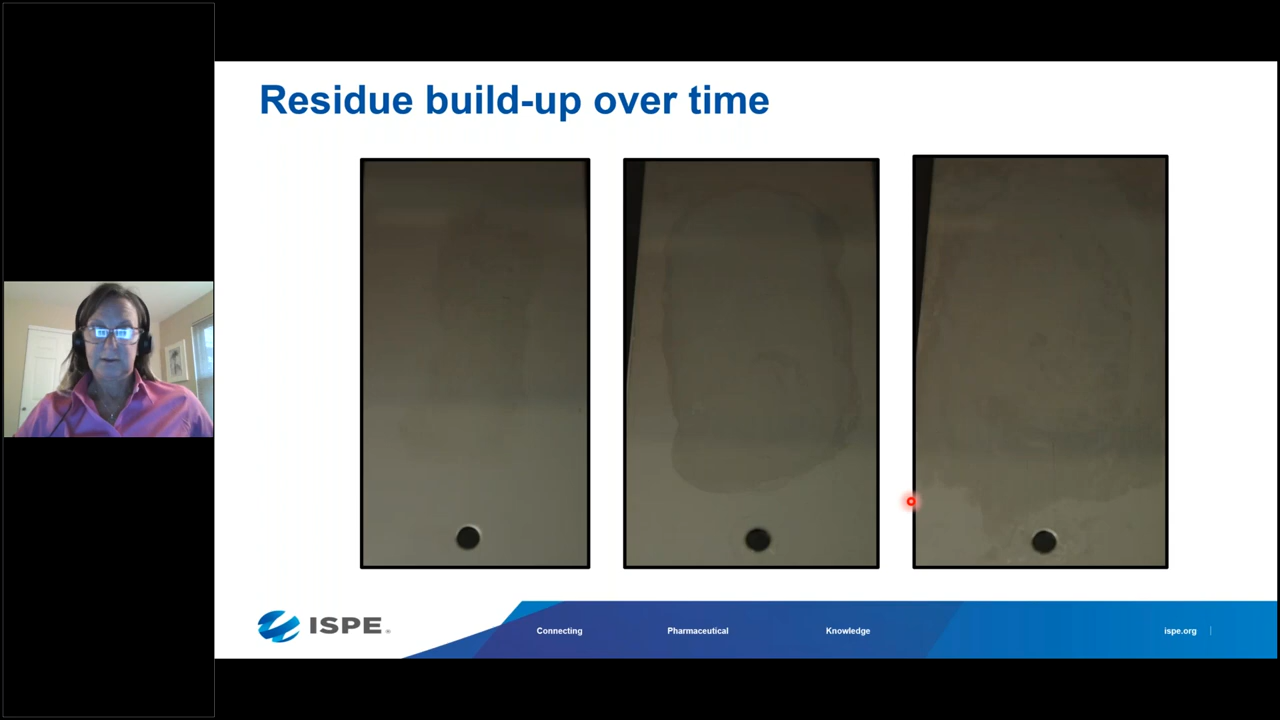 Residue build-up over time
ISPE®
Connecting
Pharmaceutical
Knowledge
ispe.org